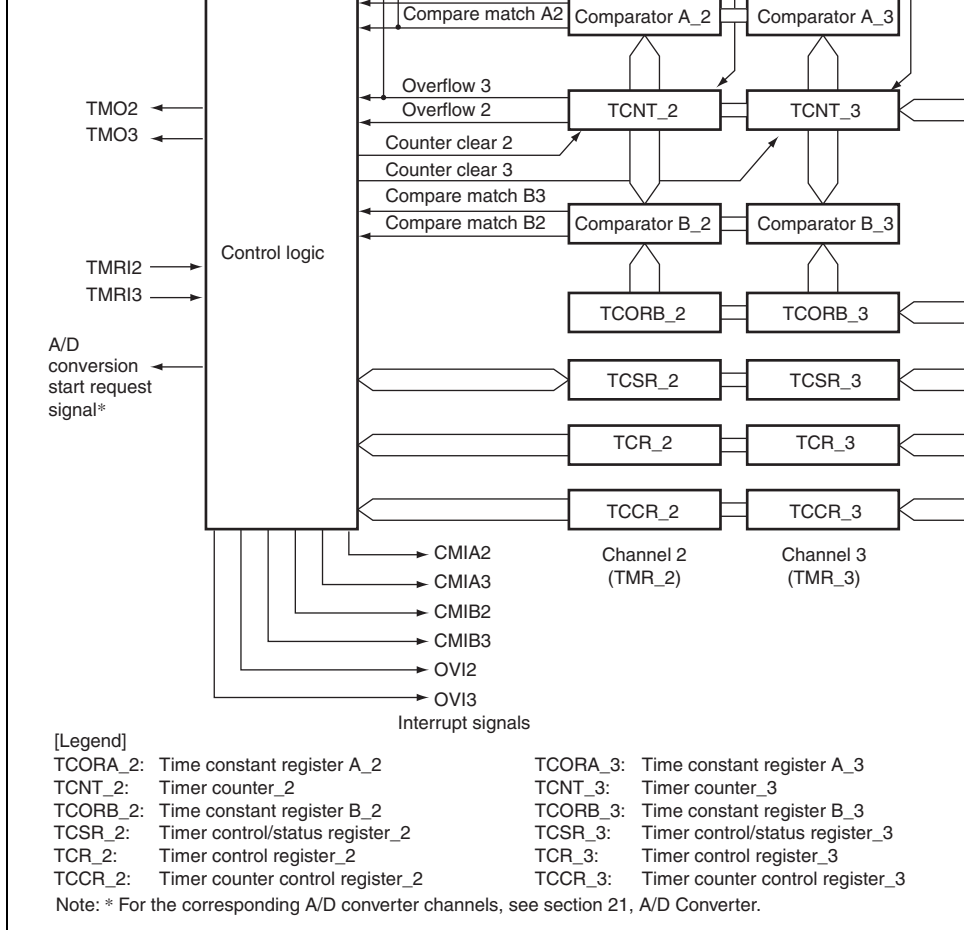 Compare match A2
Comparator A_2
Comparator A_3
Overflow 3
Overflow 2
TMO2
TMO3
TCNT_2
TCNT_3
Counter clear 2
Counter clear 3
Compare match B3
Compare match B2
Comparator B_2
Comparator B_3
Control logic
TMRI2
TMRI3
TCORB_2
TCORB_3
A/D
conversion
start request
signal*
TCSR_2
TCSR_3
TCR_2
TCR_3
TCCR_2
TCCR_3
Channel 2
(TMR_2)
Channel 3
(TMR_3)
CMIA2
CMIA3
CMIB2
CMIB3
OVI2
OVI3
Interrupt signals
[Legend]
TCORA_2: Time constant register A_2 TCORA_3: Time constant register A_3
TCNT_2: Timer counter_2 TCNT_3: Timer counter_3
TCORB_2: Time constant register B_2 TCORB_3: Time constant register B_3
TCSR_2: Timer control/status register_2 TCSR_3: Timer control/status register_3
TCR_2: Timer control register_2 TCR_3: Timer control register_3
TCCR_2: Timer counter control register_2 TCCR_3: Timer counter control register_3
Note: * For the corresponding A/D converter channels, see section 21, A/D Converter.